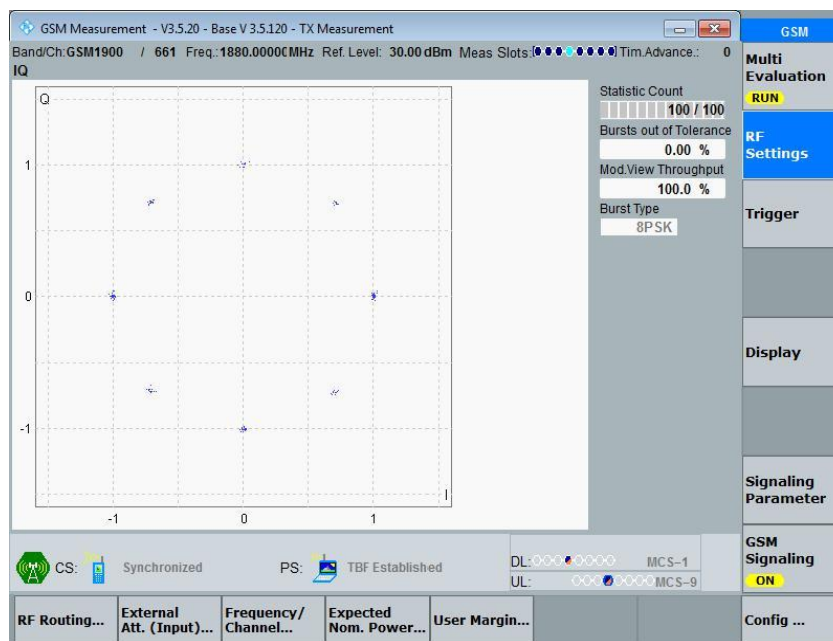 GSM Measurement - V3.5.20 - Base V 3.5.120 - TX Measurement
GSM
Band/Ch:GSM1900 / 661 Freq.:1880.0000 MHz Ref. Level: 30.00 dBm Meas Slots: Tim.Advance.: 0
IQ
Multi Evaluation
RUN
Statistic Count
100 / 100
Bursts out of Tolerance
0.00 %
Mod.View Throughput
100.0 %
Burst Type
8PSK
Q
1
0
-1
I
-1 0 1
RF
Settings
Trigger
Display
Signaling
Parameter
GSM
Signaling
ON
CS: Synchronized PS: TBF Established
DL: MCS-1
UL: MCS-9
RF Routing...
External
Att. (Input)...
Frequency/
Channel...
Expected
Nom. Power...
User Margin...
Config ...